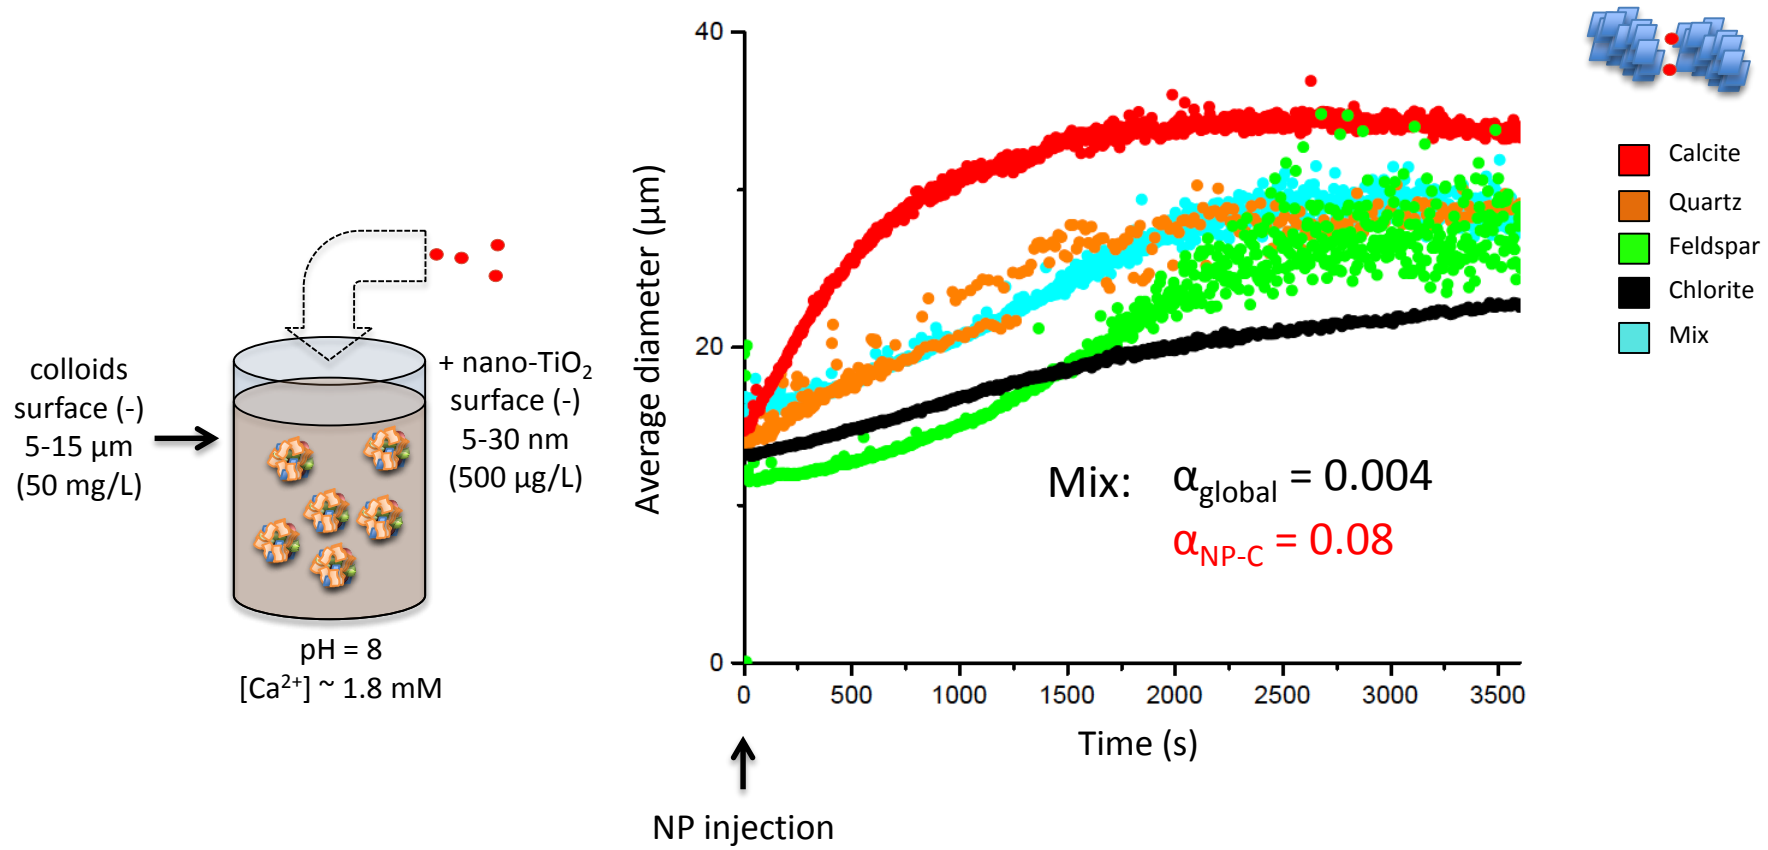 colloids
surface (-)
5-15 µm
(50 mg/L)
+ nano-TiO₂
surface (-)
5-30 nm
(500 µg/L)
pH = 8
[Ca²⁺] ~ 1.8 mM
Average diameter (µm)
40
20
0
0 500 1000 1500 2000 2500 3000 3500
Time (s)
NP injection
Mix: α_global = 0.004
α_NP-C = 0.08
Calcite
Quartz
Feldspar
Chlorite
Mix